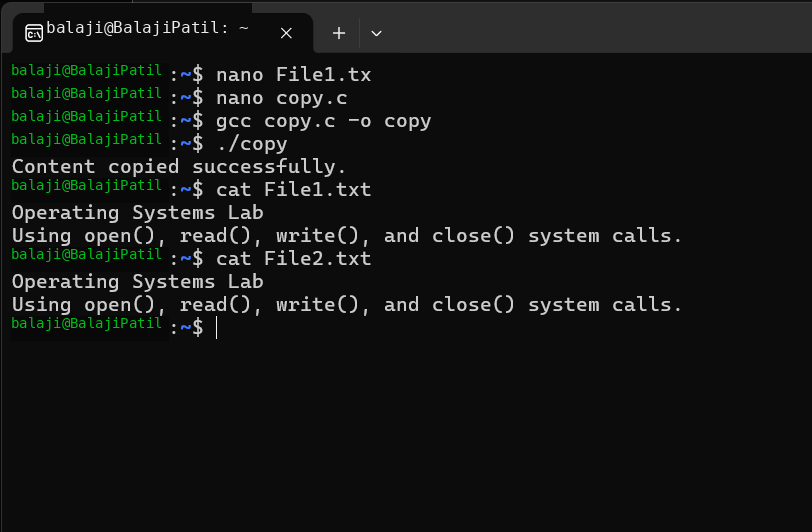 balaji@BalajiPatil: ~
balaji@BalajiPatil:~$ nano File1.tx
balaji@BalajiPatil:~$ nano copy.c
balaji@BalajiPatil:~$ gcc copy.c -o copy
balaji@BalajiPatil:~$ ./copy
Content copied successfully.
balaji@BalajiPatil:~$ cat File1.txt
Operating Systems Lab
Using open(), read(), write(), and close() system calls.
balaji@BalajiPatil:~$ cat File2.txt
Operating Systems Lab
Using open(), read(), write(), and close() system calls.
balaji@BalajiPatil:~$